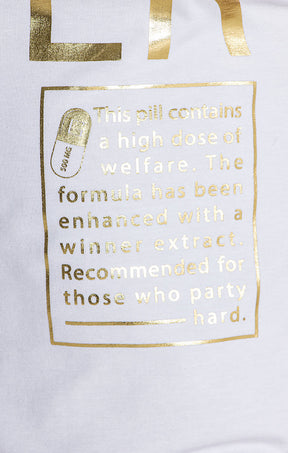 This pill contains
a high dose of
welfare. The
formula has been
enhanced with a
winner extract.
Recommended for
those who party
hard.
500 MG